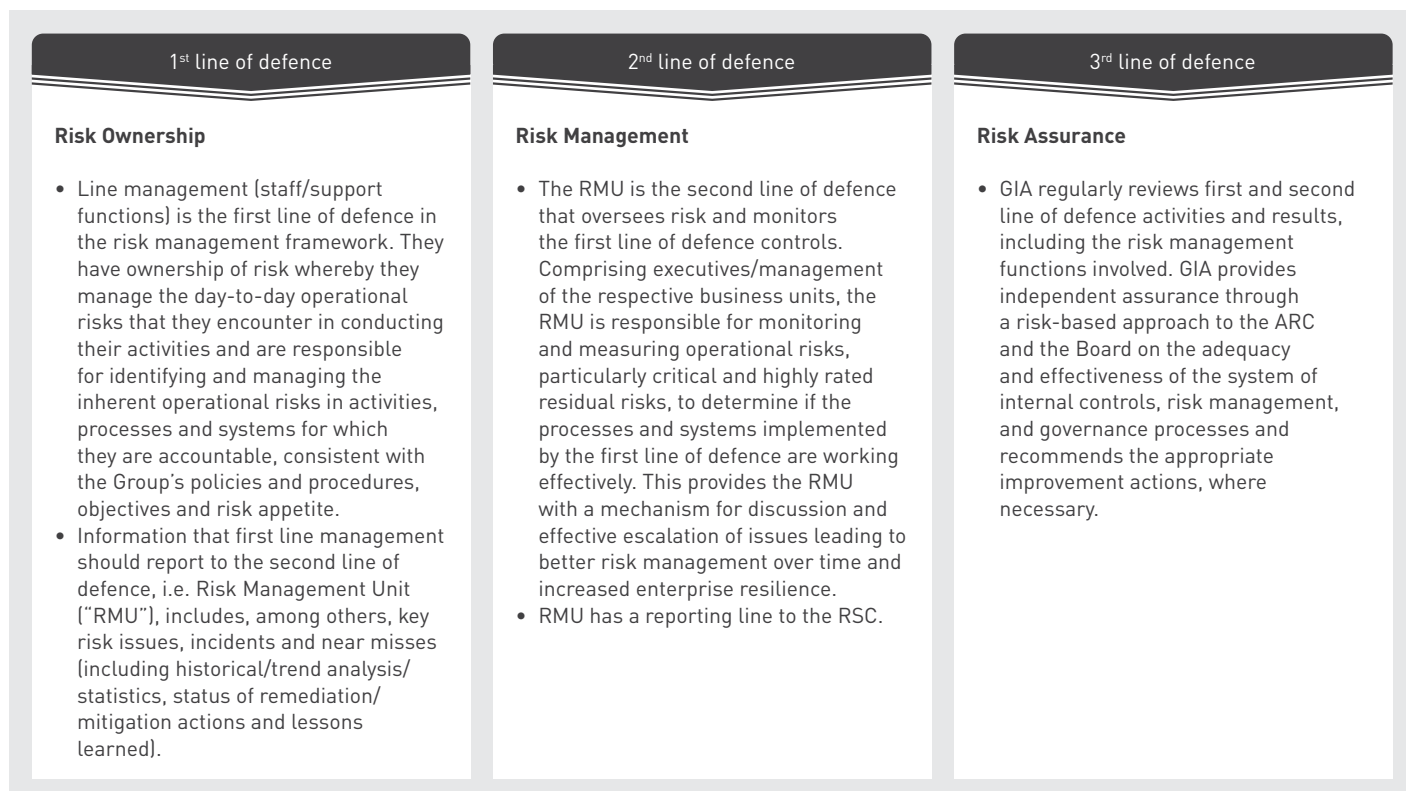 1st line of defence
Risk Ownership
• Line management (staff/support
functions) is the first line of defence in
the risk management framework. They
have ownership of risk whereby they
manage the day-to-day operational
risks that they encounter in conducting
their activities and are responsible
for identifying and managing the
inherent operational risks in activities,
processes and systems for which
they are accountable, consistent with
the Group's policies and procedures,
objectives and risk appetite.
• Information that first line management
should report to the second line of
defence, i.e. Risk Management Unit
("RMU"), includes, among others, key
risk issues, incidents and near misses
(including historical/trend analysis/
statistics, status of remediation/
mitigation actions and lessons
learned).
2nd line of defence
Risk Management
• The RMU is the second line of defence
that oversees risk and monitors
the first line of defence controls.
Comprising executives/management
of the respective business units, the
RMU is responsible for monitoring
and measuring operational risks,
particularly critical and highly rated
residual risks, to determine if the
processes and systems implemented
by the first line of defence are working
effectively. This provides the RMU
with a mechanism for discussion and
effective escalation of issues leading to
better risk management over time and
increased enterprise resilience.
• RMU has a reporting line to the RSC.
3rd line of defence
Risk Assurance
• GIA regularly reviews first and second
line of defence activities and results,
including the risk management
functions involved. GIA provides
independent assurance through
a risk-based approach to the ARC
and the Board on the adequacy
and effectiveness of the system of
internal controls, risk management,
and governance processes and
recommends the appropriate
improvement actions, where
necessary.